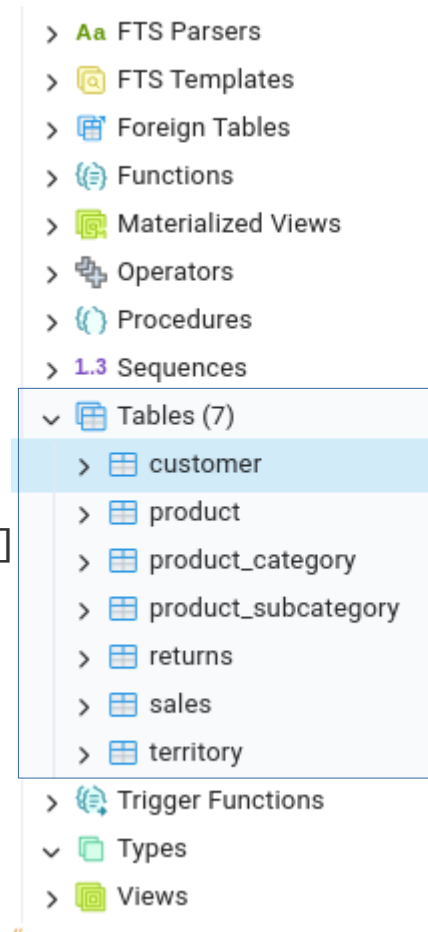 Aa FTS Parsers
FTS Templates
Foreign Tables
Functions
Materialized Views
Operators
Procedures
1..3 Sequences
Tables (7)
customer
product
]
product_category
product_subcategory
returns
sales
territory
Trigger Functions
Types
Views